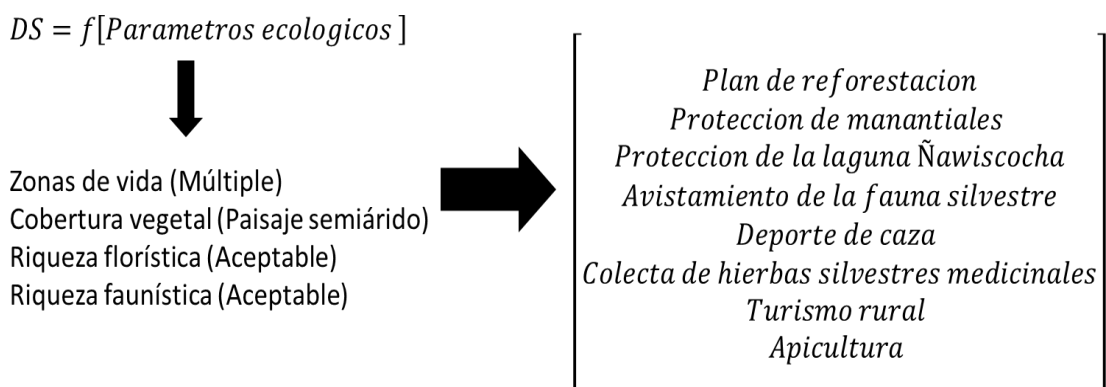 DS = f[Parametros ecologicos ]
Zonas de vida (Múltiple)
Cobertura vegetal (Paisaje semiárido)
Riqueza florística (Aceptable)
Riqueza faunística (Aceptable)
Plan de reforestacion
Proteccion de manantiales
Proteccion de la laguna Ñawiscocha
Avistamiento de la fauna silvestre
Deporte de caza
Colecta de hierbas silvestres medicinales
Turismo rural
Apicultura